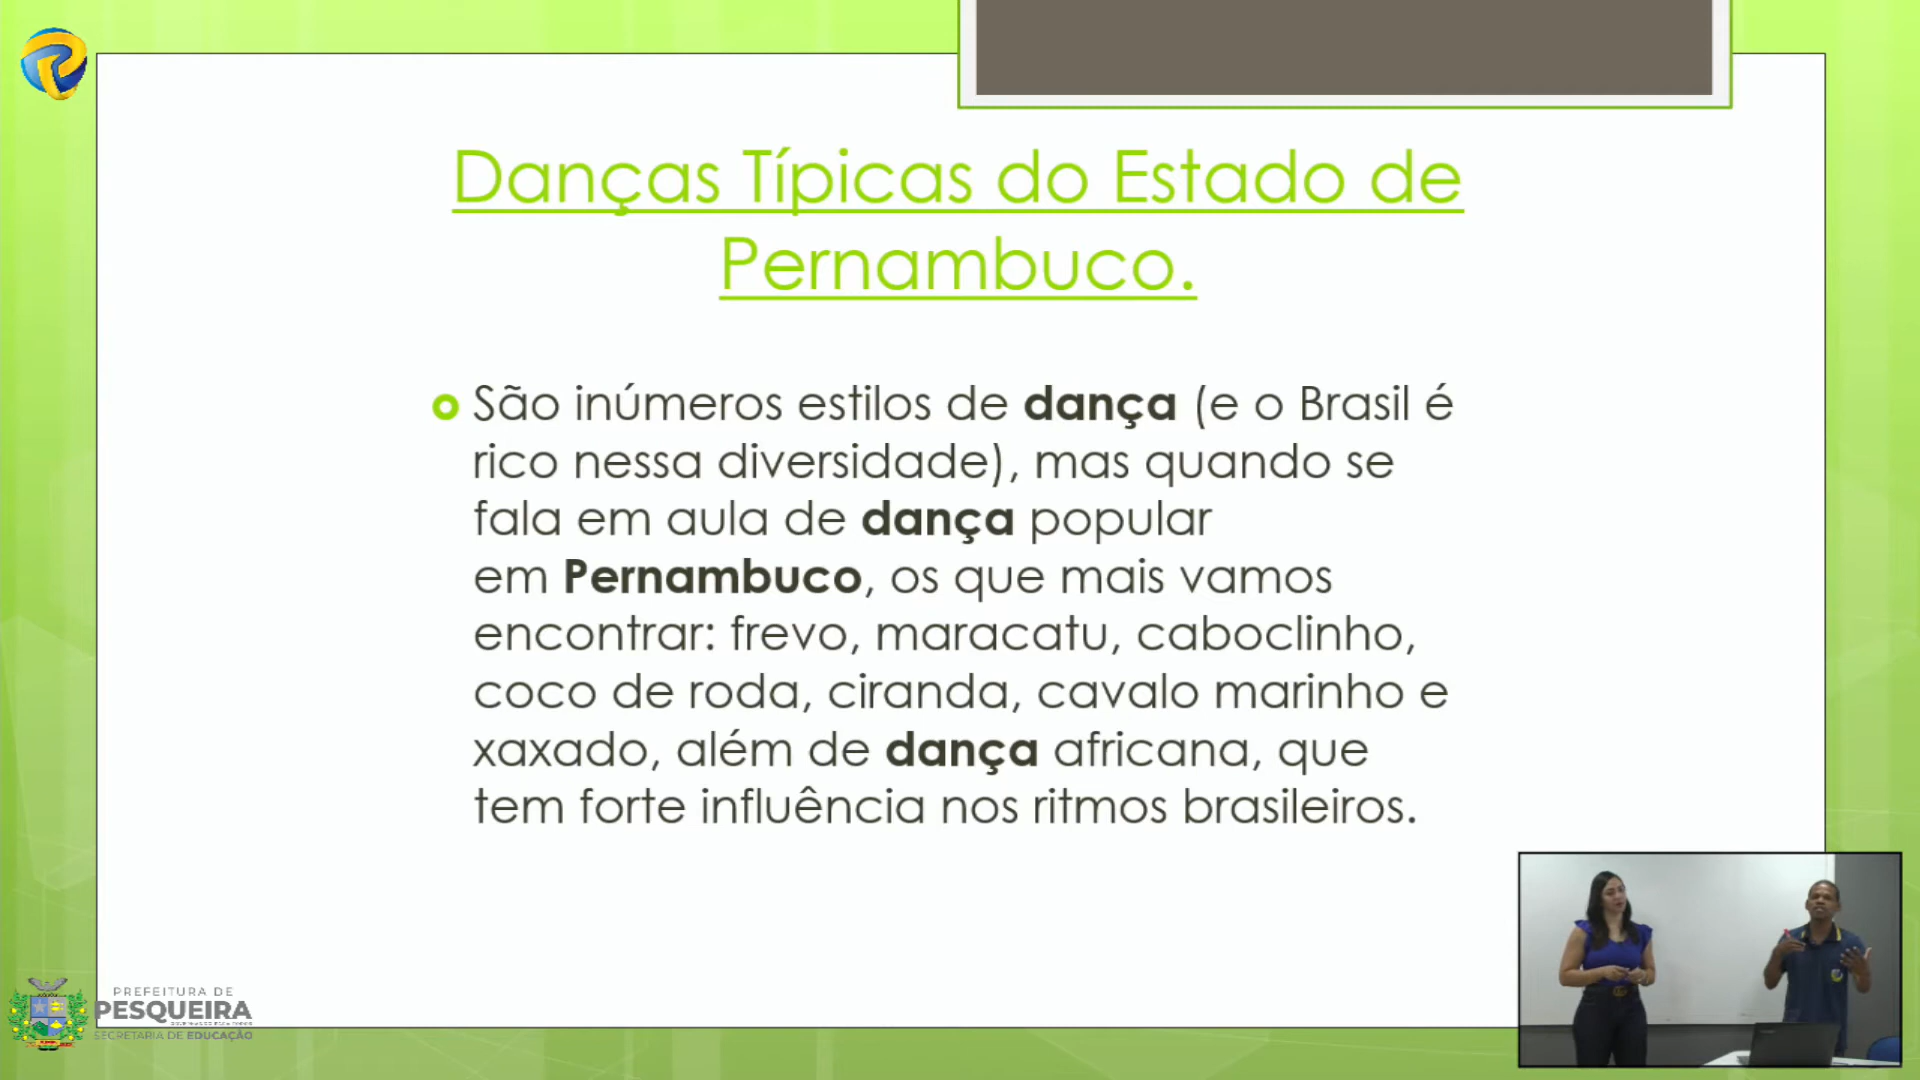 Danças Típicas do Estado de
Pernambuco.
São inúmeros estilos de dança (e o Brasil é
rico nessa diversidade), mas quando se
fala em aula de dança popular
em Pernambuco, os que mais vamos
encontrar: frevo, maracatu, caboclinho,
coco de roda, ciranda, cavalo marinho e
xaxado, além de dança africana, que
tem forte influência nos ritmos brasileiros.
PREFEITURA DE
PESQUEIRA
SECRETARIA DE EDUCAÇÃO